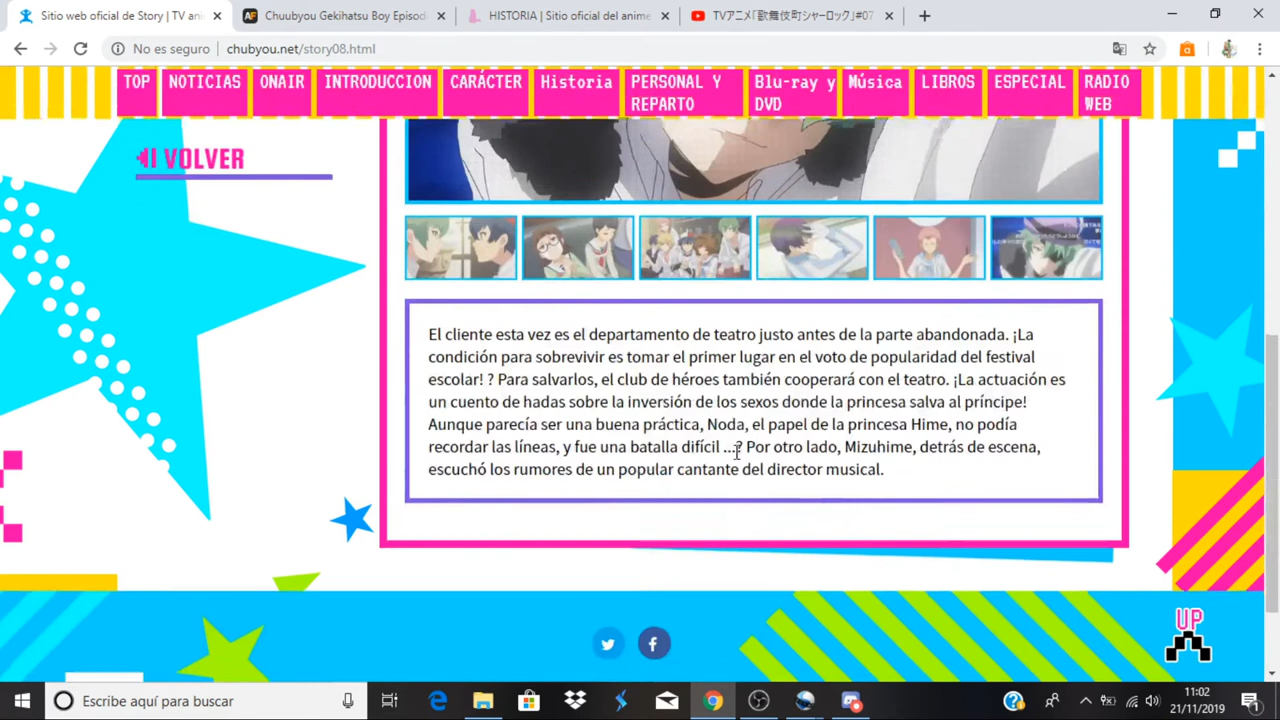 Sitio web oficial de Story | TV ani
Chuubyou Gekihatsu Boy Episod
HISTORIA | Sitio oficial del anime
TVアニメ「歌舞伎町シャーロック」#07
No es seguro
chubyou.net/story08.html
TOP
NOTICIAS
ONAIR
INTRODUCCION
CARÁCTER
Historia
PERSONAL Y
REPARTO
Blu-ray y
DVD
Música
LIBROS
ESPECIAL
RADIO
WEB
VOLVER
El cliente esta vez es el departamento de teatro justo antes de la parte abandonada. ¡La
condición para sobrevivir es tomar el primer lugar en el voto de popularidad del festival
escolar! ? Para salvarlos, el club de héroes también cooperará con el teatro. ¡La actuación es
un cuento de hadas sobre la inversión de los sexos donde la princesa salva al príncipe!
Aunque parecía ser una buena práctica, Noda, el papel de la princesa Hime, no podía
recordar las líneas, y fue una batalla difícil ...? Por otro lado, Mizuhime, detrás de escena,
escuchó los rumores de un popular cantante del director musical.
UP
Escribe aquí para buscar
11:02
21/11/2019